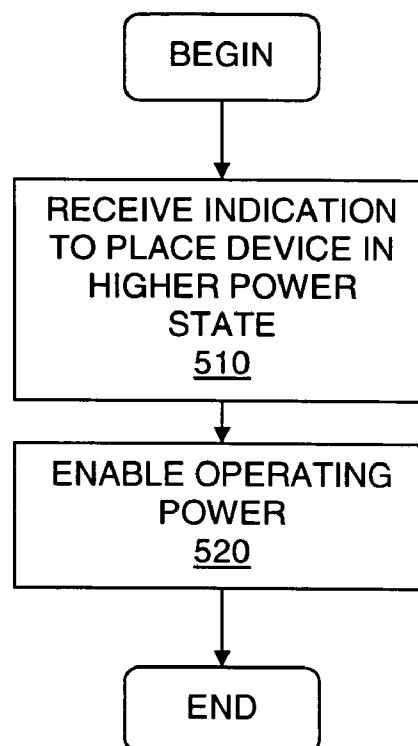 BEGIN
RECEIVE INDICATION
TO PLACE DEVICE IN
HIGHER POWER
STATE
510
ENABLE OPERATING
POWER
520
END